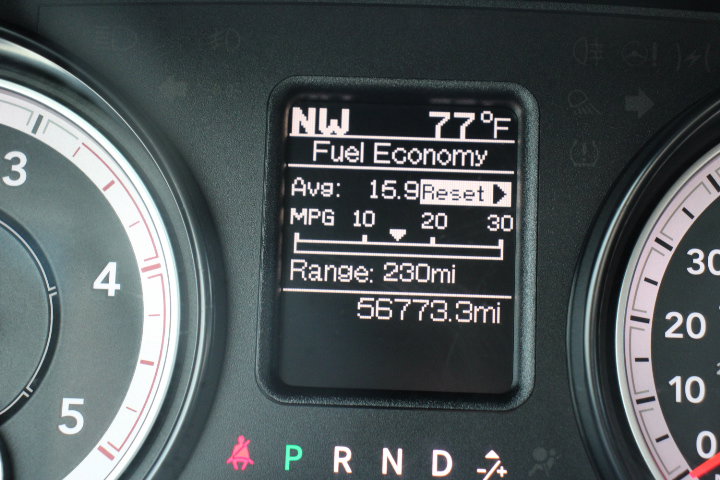 NW 77°F
Fuel Economy
Avg: 15.9 Reset
MPG 10 20 30
Range: 230mi
56773.3mi
P R N D -/+
3
4
5
30
20
10
0